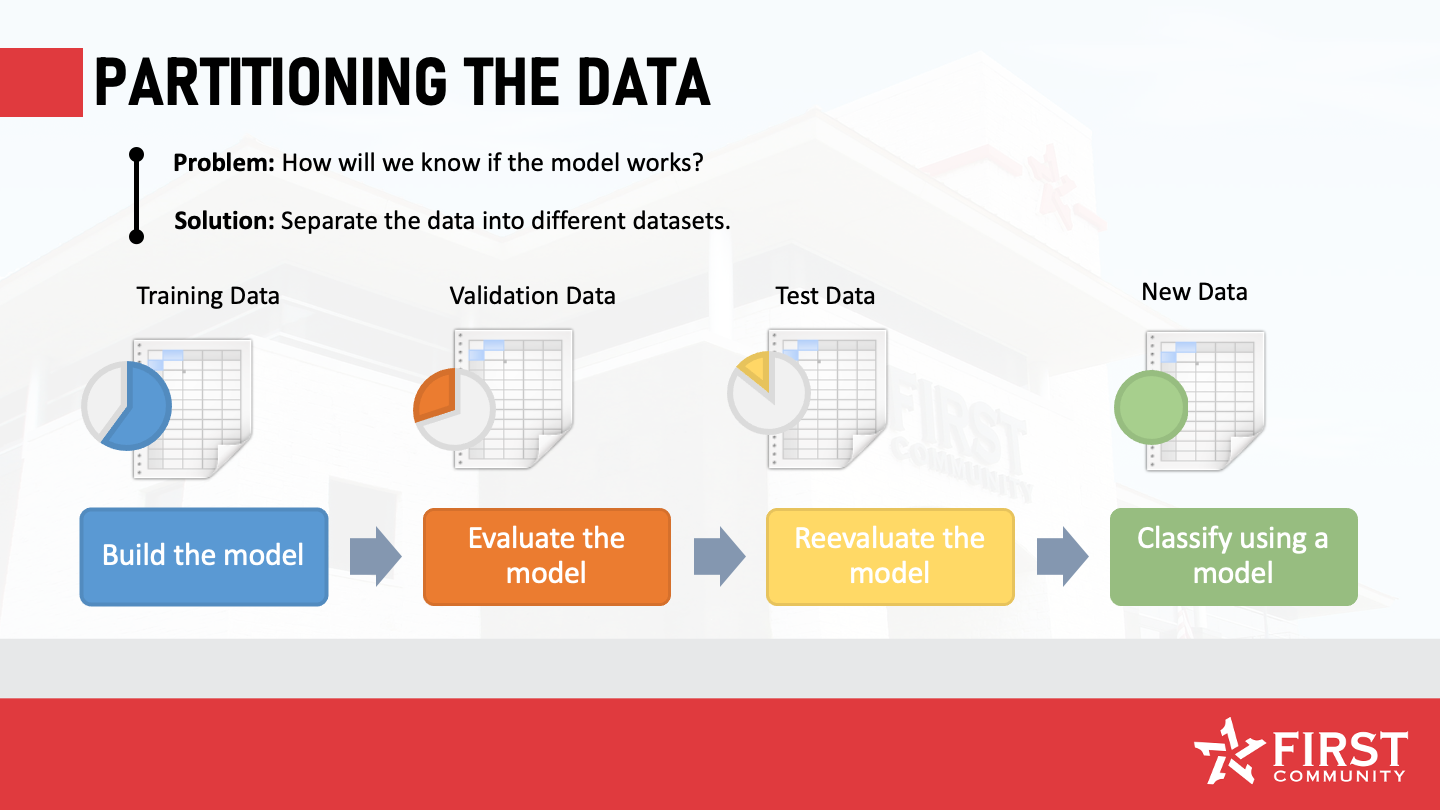 PARTITIONING THE DATA
Problem: How will we know if the model works?
Solution: Separate the data into different datasets.
Training Data
Validation Data
Test Data
New Data
FIRST
COMMUNITY
Build the model
Evaluate the
model
Reevaluate the
model
Classify using a
model
FIRST
COMMUNITY